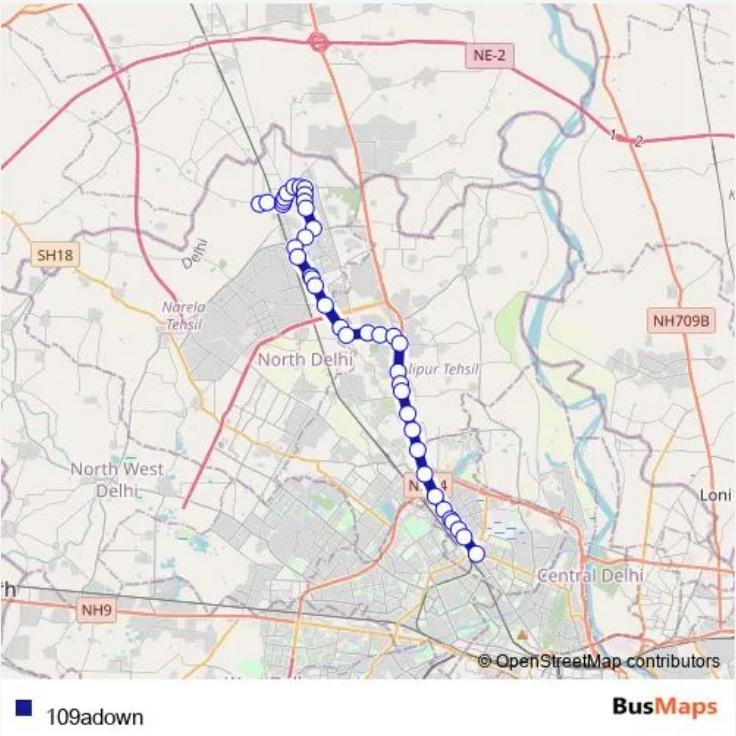 NE-2
1
2
K
Delhi
SH18
Narela
Tehsil
NH709B
North Delhi
lipur Tehsil
North West
Delhi
Loni
Central Delhi
NH9
© OpenStreetMap contributors
109adown
BusMaps